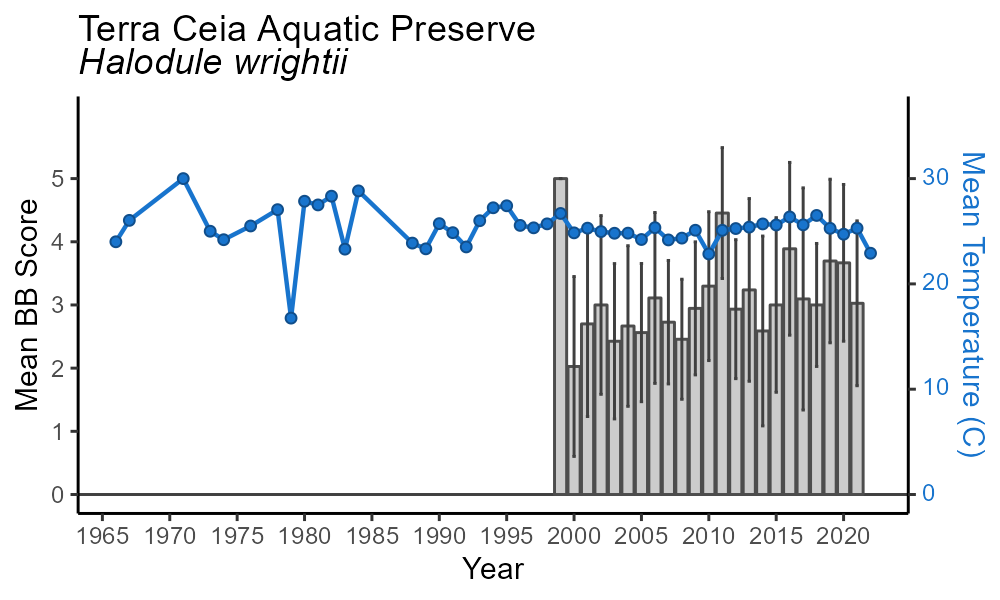 Terra Ceia Aquatic Preserve
Halodule wrightii
Mean BB Score
5
4
3
2
1
0
30
20
10
0
Mean Temperature (C)
1965 1970 1975 1980 1985 1990 1995 2000 2005 2010 2015 2020
Year